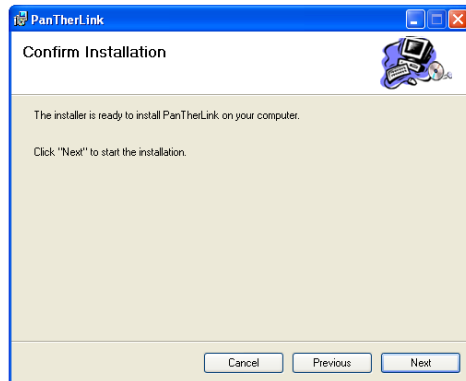 PanTherLink
Confirm Installation
The installer is ready to install PanTherLink on your computer.
Click "Next" to start the installation.
Cancel Previous Next